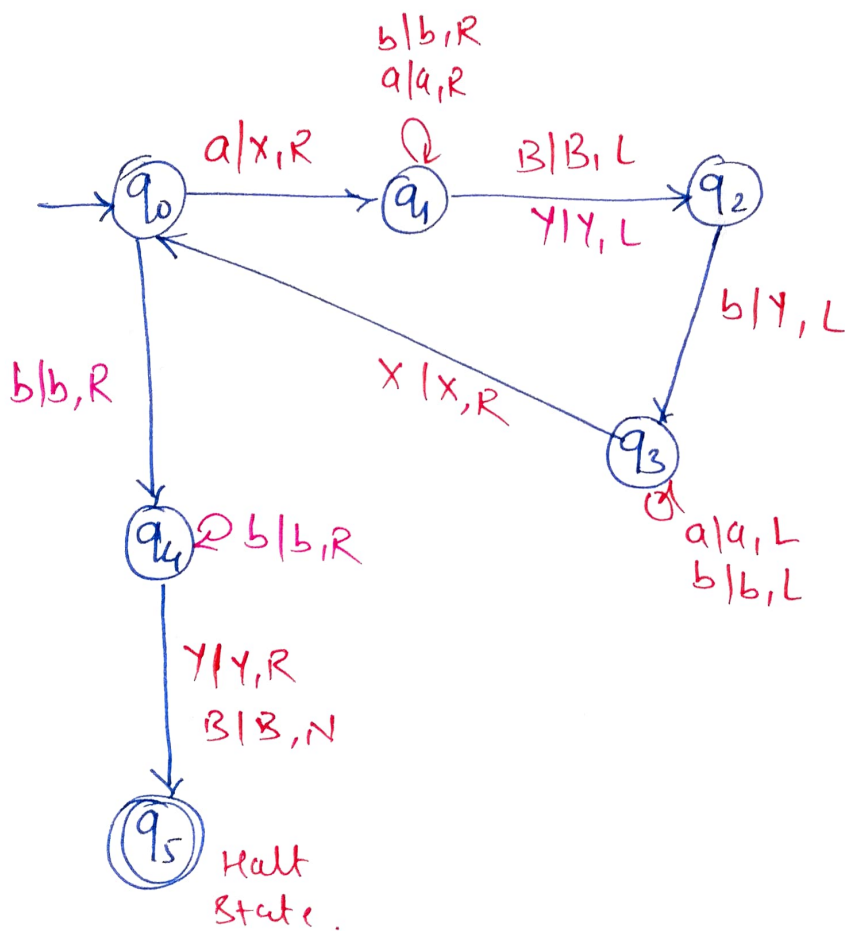 b/b,R
a/a,R
a/x,R
B/B, L
Y/Y, L
q0
q1
q2
b/Y, L
b/b,R
X/x,R
q3
a/a, L
b/b, L
q4
b/b,R
Y/Y,R
B/B,N
q5
Halt
State.